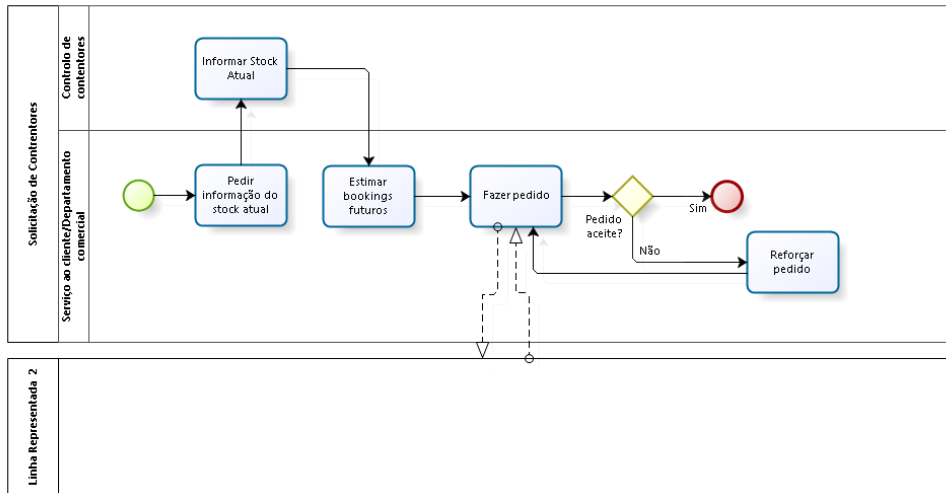 Solicitação de Contrentores
Controlo de
contentores
Informar Stock
Atual
Serviço ao cliente/Departamento
comercial
Pedir
informação do
stock atual
Estimar
bookings
futuros
Fazer pedido
Pedido
aceite?
Sim
Não
Reforçar
pedido
Linha Representada 2